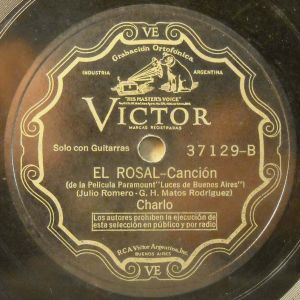 VE
Grabación Ortofónica
INDUSTRIA ARGENTINA
"HIS MASTER'S VOICE"
VICTOR
MARCAS REGISTRADAS
Solo con Guitarras 37129-B
EL ROSAL-Canción
(de la Película Paramount "Luces de Buenos Aires")
(Julio Romero - G. H. Matos Rodríguez)
Charlo
Los autores prohiben la ejecución de
esta selección en público y por radio
RCA Victor Argentina, Inc.
BUENOS AIRES
VE